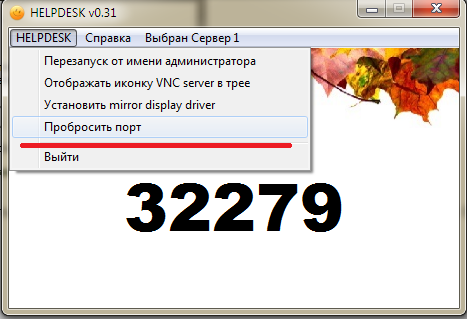 HELPDESK v0.31
HELPDESK Справка Выбран Сервер 1
Перезапуск от имени администратора
Отображать иконку VNC server в трее
Установить mirror display driver
Пробросить порт
Выйти
32279